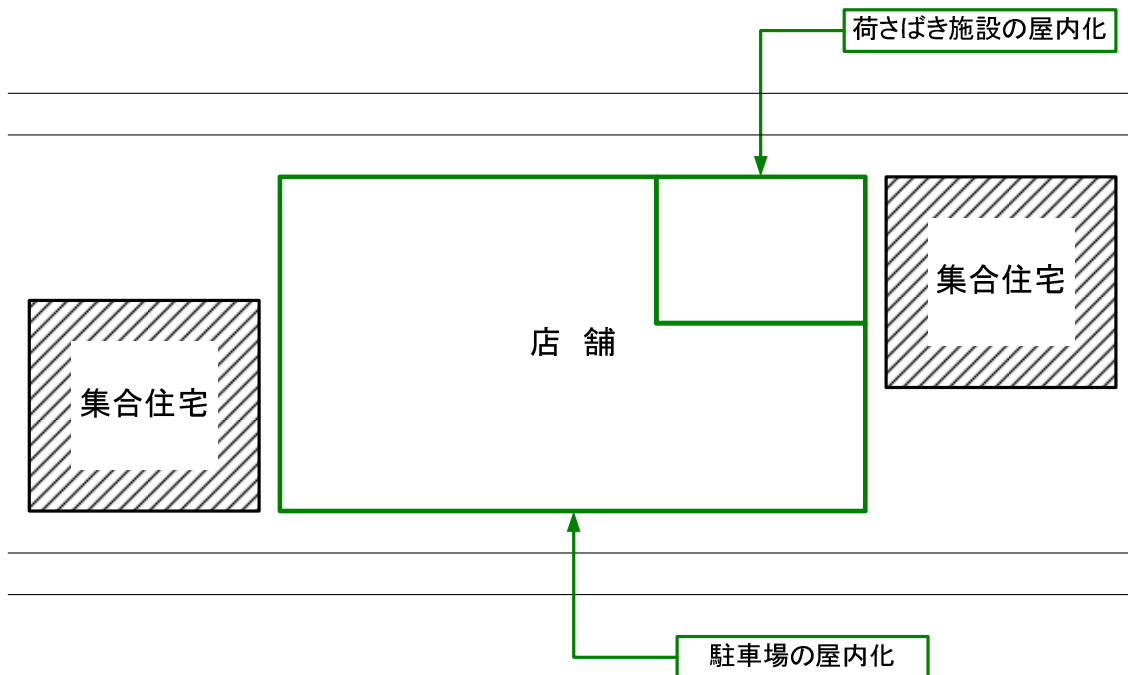 荷さばき施設の屋内化
集合住宅
店 舗
集合住宅
駐車場の屋内化